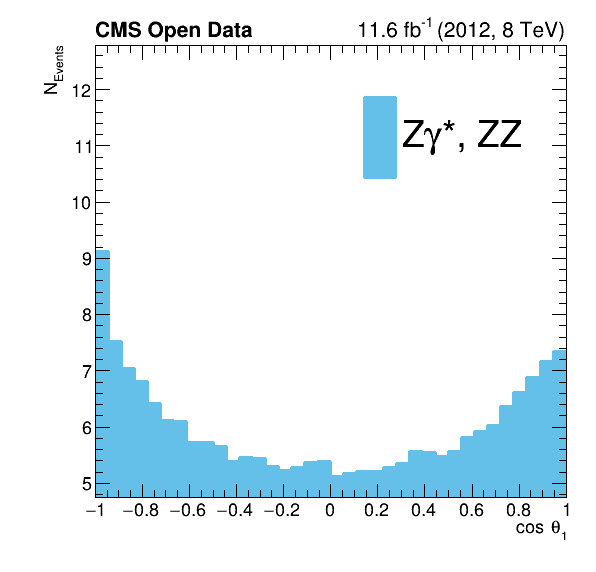 CMS Open Data 11.6 fb⁻¹ (2012, 8 TeV)
N_Events
12
11
10
9
8
7
6
5
Zγ*, ZZ
−1 −0.8 −0.6 −0.4 −0.2 0 0.2 0.4 0.6 0.8 1
cos θ₁